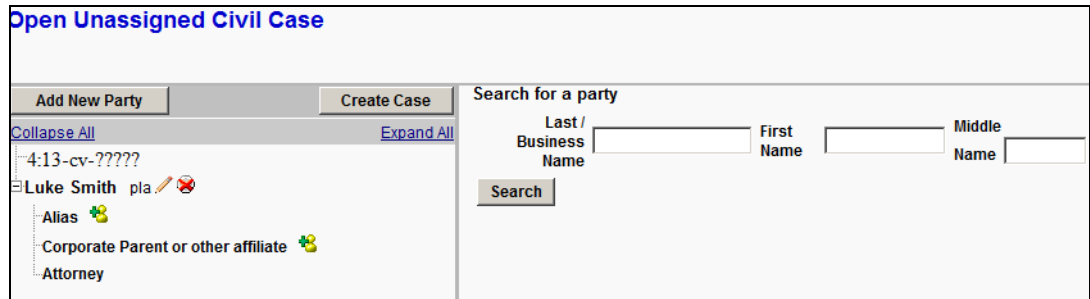 Open Unassigned Civil Case
Add New Party
Create Case
Collapse All
Expand All
4:13-cv-?????
Luke Smith pla
Alias
Corporate Parent or other affiliate
Attorney
Search for a party
Last /
Business
Name
First
Name
Middle
Name
Search